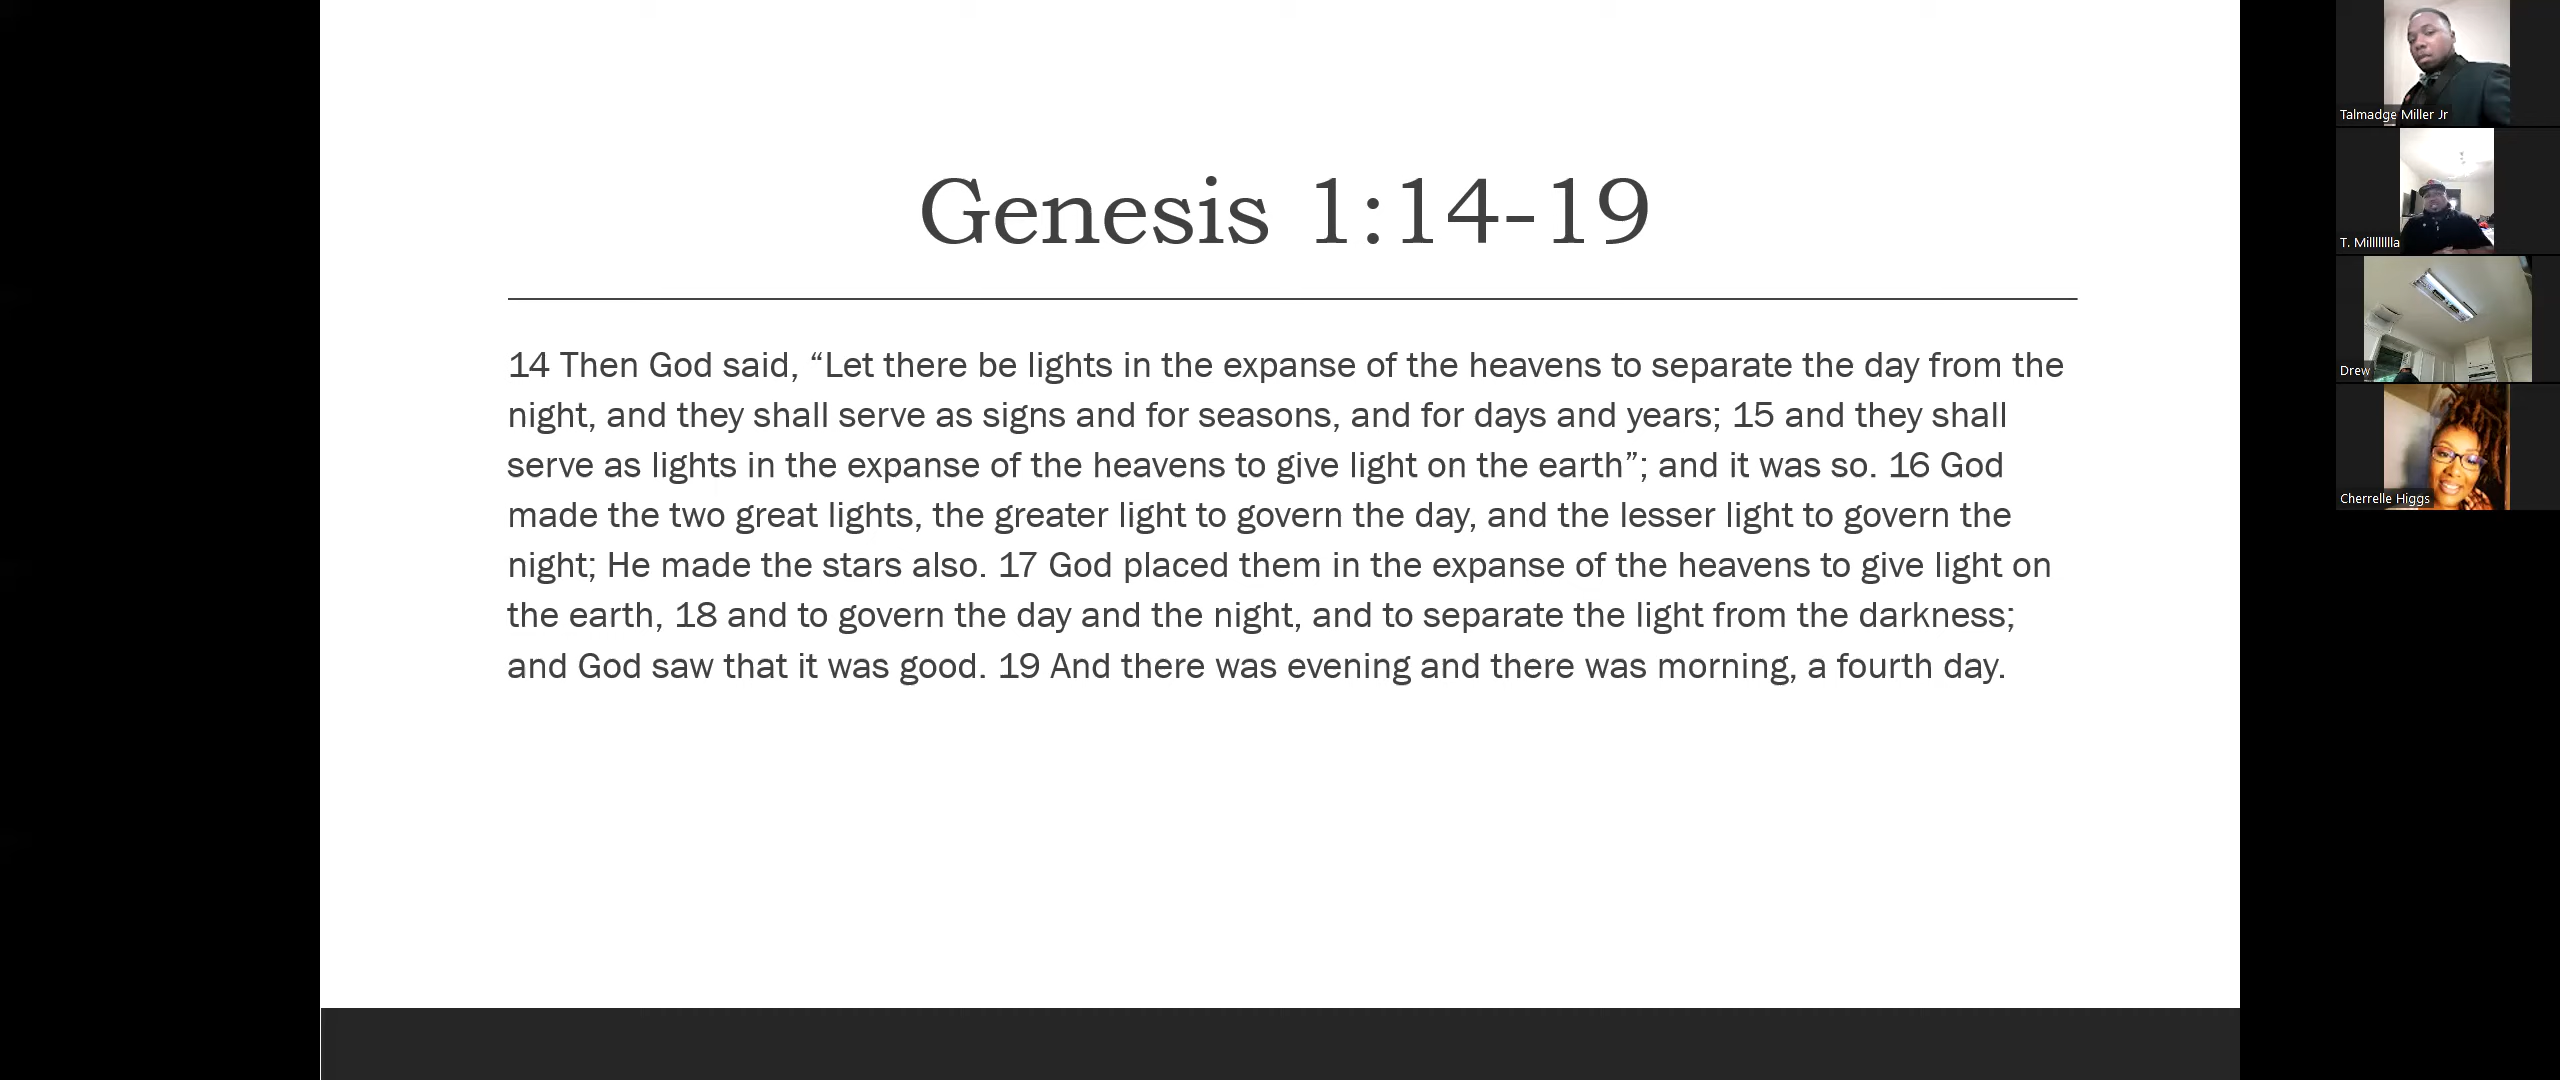 Genesis 1:14-19
14 Then God said, “Let there be lights in the expanse of the heavens to separate the day from the
night, and they shall serve as signs and for seasons, and for days and years; 15 and they shall
serve as lights in the expanse of the heavens to give light on the earth”; and it was so. 16 God
made the two great lights, the greater light to govern the day, and the lesser light to govern the
night; He made the stars also. 17 God placed them in the expanse of the heavens to give light on
the earth, 18 and to govern the day and the night, and to separate the light from the darkness;
and God saw that it was good. 19 And there was evening and there was morning, a fourth day.
Talmadge Miller Jr
T. Millllllllla
Drew
Cherrelle Higgs